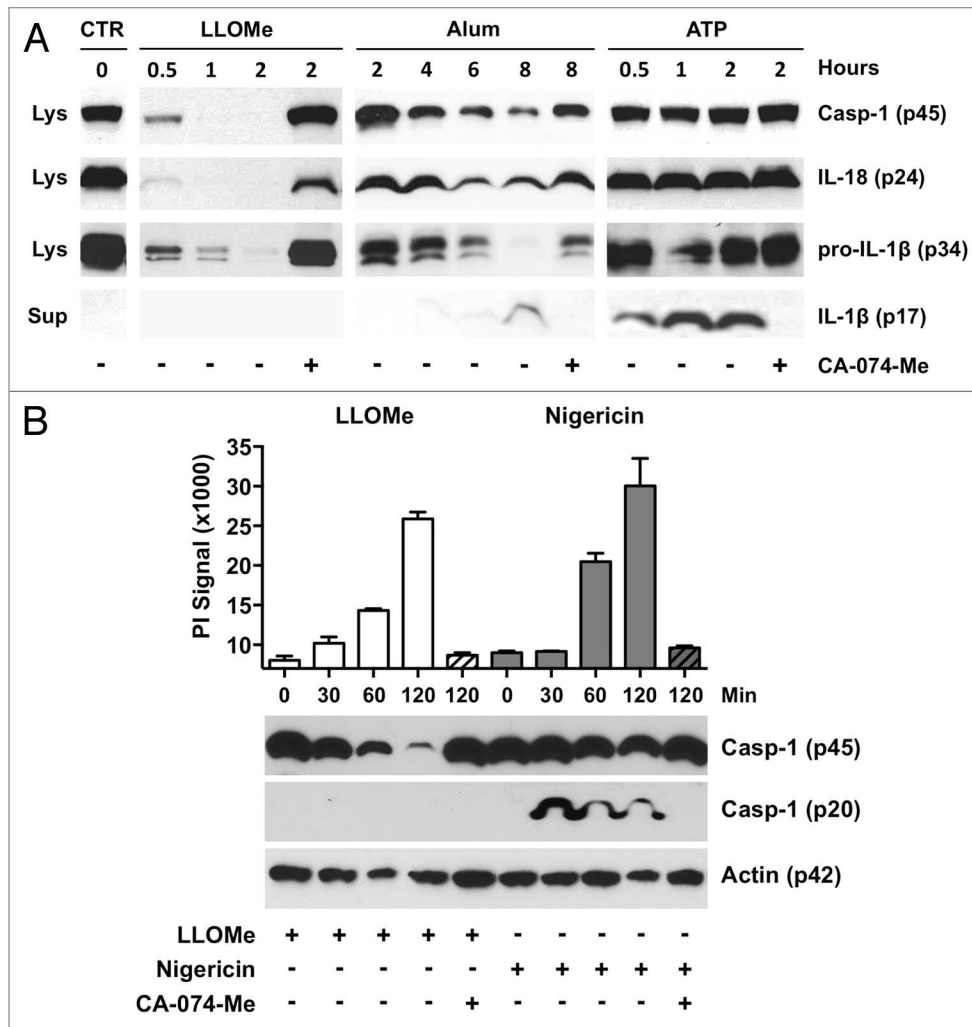 A
CTR LLOMe Alum ATP
0 0.5 1 2 2 2 4 6 8 8 0.5 1 2 2 Hours
Lys Casp-1 (p45)
Lys IL-18 (p24)
Lys pro-IL-1β (p34)
Sup IL-1β (p17)
- - - - + - - - - + - - - + CA-074-Me
B
LLOMe Nigericin
35
30
25
20
15
10
PI Signal (x1000)
0 30 60 120 120 0 30 60 120 120 Min
Casp-1 (p45)
Casp-1 (p20)
Actin (p42)
LLOMe + + + + + - - - - -
Nigericin - - - - - + + + + +
CA-074-Me - - - - + - - - - +